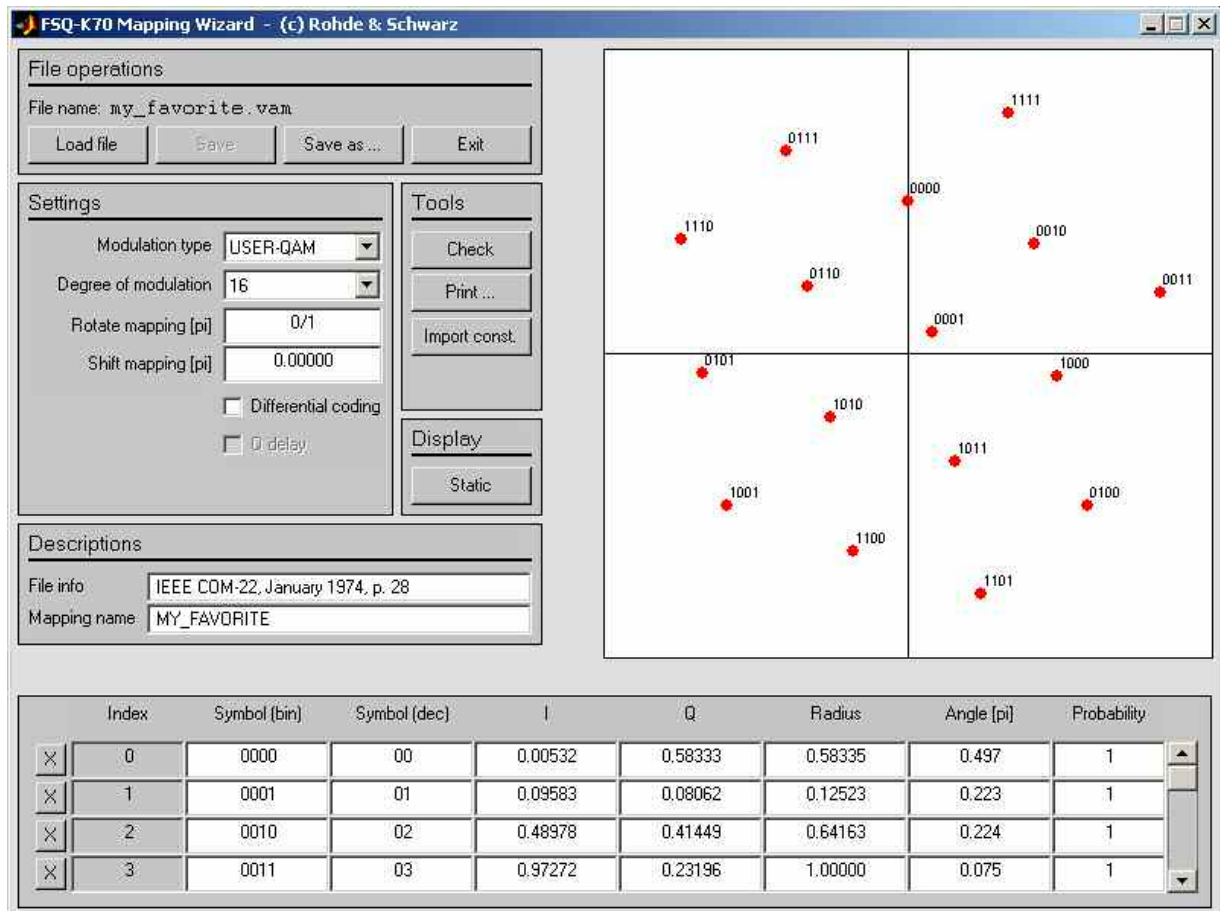 FSQ-K70 Mapping Wizard - (c) Rohde & Schwarz
File operations
File name: my_favorite.vam
Load file Save Save as ... Exit
Settings
Modulation type USER-QAM
Degree of modulation 16
Rotate mapping [pi] 0/1
Shift mapping [pi] 0.00000
Differential coding
Q delay
Tools
Check
Print ...
Import const.
Display
Static
Descriptions
File info IEEE COM-22, January 1974, p. 28
Mapping name MY_FAVORITE
1111
0111
0000
1110
0010
0110
0011
0001
0101
1000
1010
1011
1001
0100
1100
1101
Index Symbol (bin) Symbol (dec) I Q Radius Angle [pi] Probability
X 0 0000 00 0.00532 0.58333 0.58335 0.497 1
X 1 0001 01 0.09583 0.08062 0.12523 0.223 1
X 2 0010 02 0.48978 0.41449 0.64163 0.224 1
X 3 0011 03 0.97272 0.23196 1.00000 0.075 1